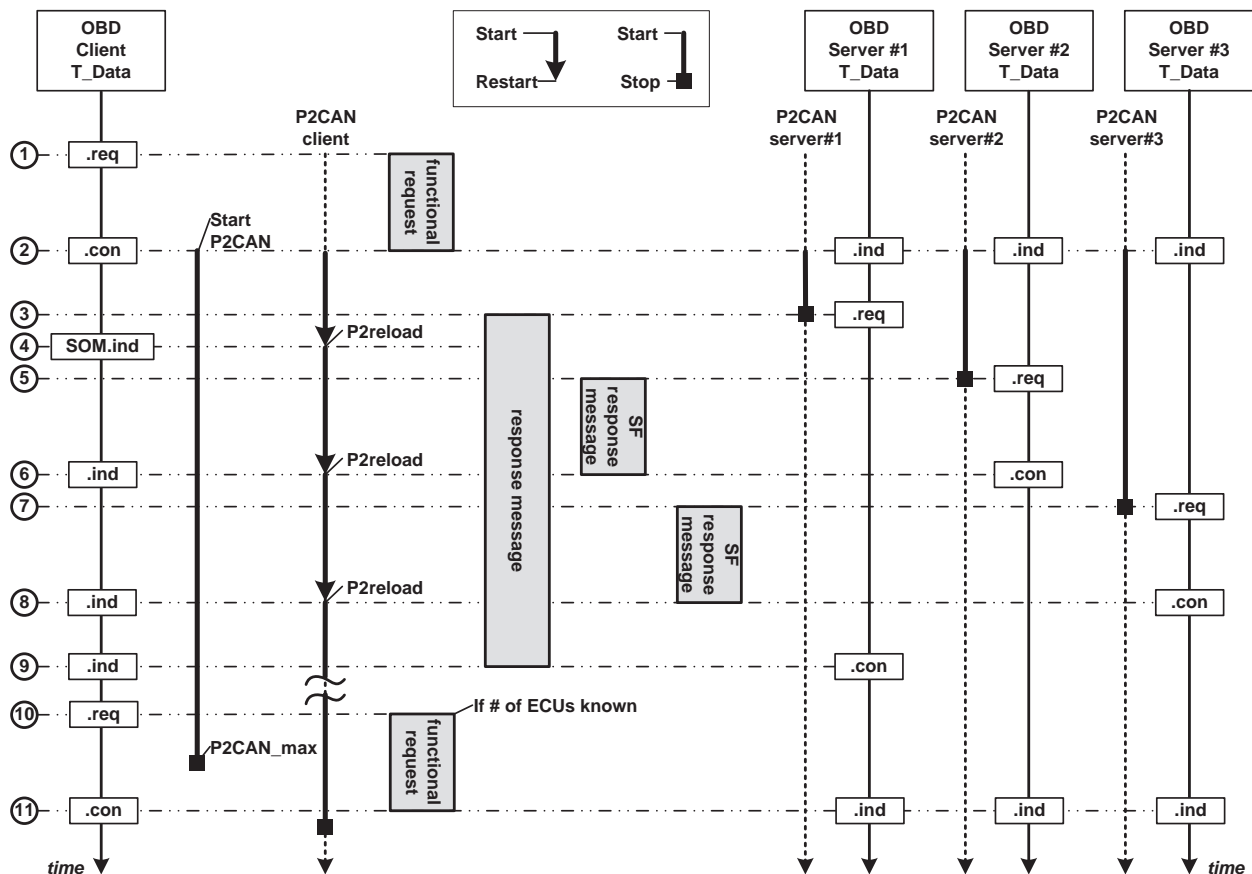 OBD
Client
T_Data
Start
Restart
Start
Stop
OBD
Server #1
T_Data
OBD
Server #2
T_Data
OBD
Server #3
T_Data
P2CAN
client
P2CAN
server#1
P2CAN
server#2
P2CAN
server#3
1
.req
functional
request
Start
P2CAN
2
.con
.ind
.ind
.ind
3
.req
P2reload
4
SOM.ind
response message
5
SF
response
message
.req
P2reload
6
.ind
.con
7
SF
response
message
.req
P2reload
8
.ind
.con
9
.ind
.con
If # of ECUs known
10
.req
functional
request
P2CAN_max
11
.con
.ind
.ind
.ind
time
time